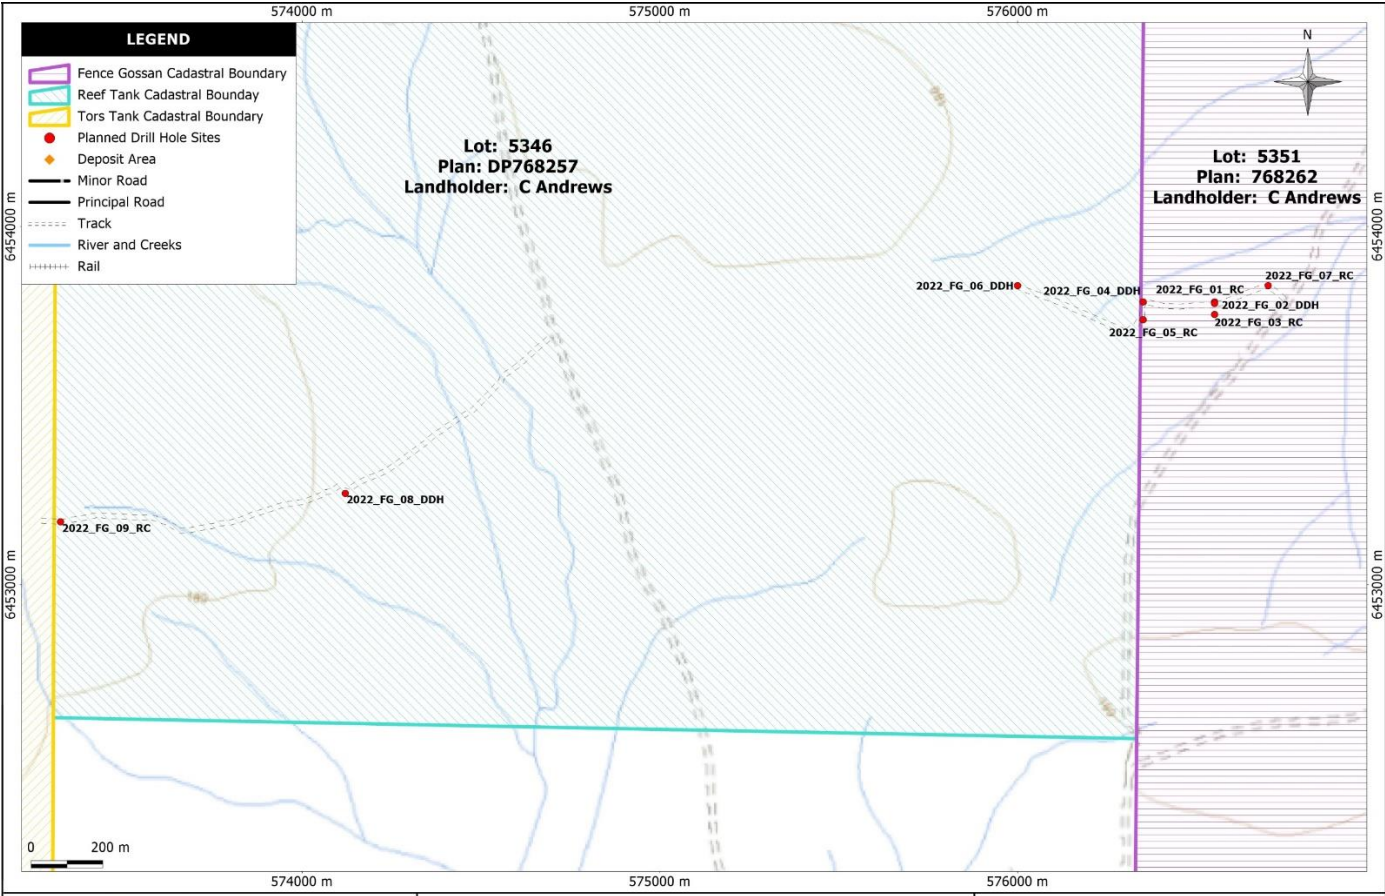 574000 m
575000 m
576000 m
LEGEND
Fence Gossan Cadastral Boundary
Reef Tank Cadastral Bounday
Tors Tank Cadastral Boundary
Planned Drill Hole Sites
Deposit Area
Minor Road
Principal Road
Track
River and Creeks
Rail
N
Lot: 5346
Plan: DP768257
Landholder: C Andrews
Lot: 5351
Plan: 768262
Landholder: C Andrews
6454000 m
6454000 m
2022_FG_07_RC
2022_FG_06_DDH
2022_FG_04_DDH
2022_FG_01_RC
2022_FG_02_DDH
2022_FG_03_RC
2022_FG_05_RC
2022_FG_08_DDH
2022_FG_09_RC
6453000 m
6453000 m
0 200 m
574000 m
575000 m
576000 m